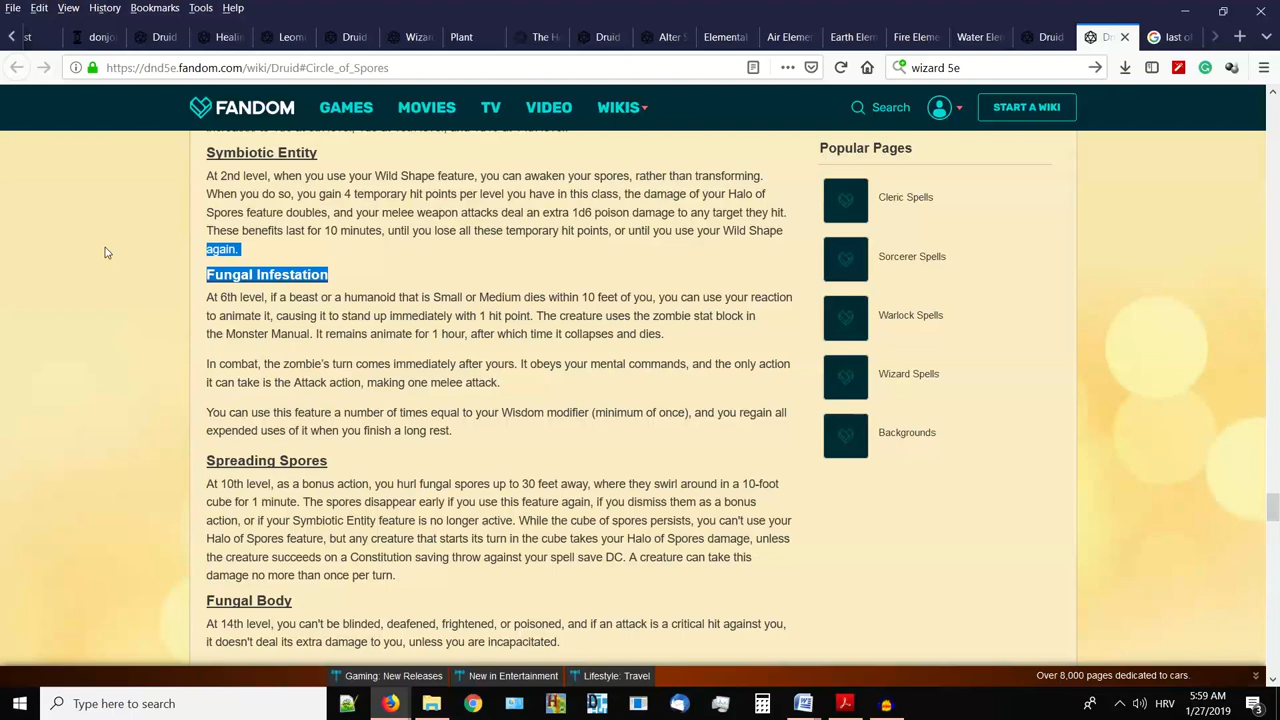 File Edit View History Bookmarks Tools Help
st donjo Druid Healin Leom Druid Wizar Plant The H Druid Alter S Elemental Air Eleme Earth Ele Fire Elem Water Elem Druid Dr last of
https://dnd5e.fandom.com/wiki/Druid#Circle_of_Spores wizard 5e
FANDOM GAMES MOVIES TV VIDEO WIKIS Search START A WIKI
Symbiotic Entity
At 2nd level, when you use your Wild Shape feature, you can awaken your spores, rather than transforming.
When you do so, you gain 4 temporary hit points per level you have in this class, the damage of your Halo of
Spores feature doubles, and your melee weapon attacks deal an extra 1d6 poison damage to any target they hit.
These benefits last for 10 minutes, until you lose all these temporary hit points, or until you use your Wild Shape
again.
Fungal Infestation
At 6th level, if a beast or a humanoid that is Small or Medium dies within 10 feet of you, you can use your reaction
to animate it, causing it to stand up immediately with 1 hit point. The creature uses the zombie stat block in
the Monster Manual. It remains animate for 1 hour, after which time it collapses and dies.
In combat, the zombie's turn comes immediately after yours. It obeys your mental commands, and the only action
it can take is the Attack action, making one melee attack.
You can use this feature a number of times equal to your Wisdom modifier (minimum of once), and you regain all
expended uses of it when you finish a long rest.
Spreading Spores
At 10th level, as a bonus action, you hurl fungal spores up to 30 feet away, where they swirl around in a 10-foot
cube for 1 minute. The spores disappear early if you use this feature again, if you dismiss them as a bonus
action, or if your Symbiotic Entity feature is no longer active. While the cube of spores persists, you can't use your
Halo of Spores feature, but any creature that starts its turn in the cube takes your Halo of Spores damage, unless
the creature succeeds on a Constitution saving throw against your spell save DC. A creature can take this
damage no more than once per turn.
Fungal Body
At 14th level, you can't be blinded, deafened, frightened, or poisoned, and if an attack is a critical hit against you,
it doesn't deal its extra damage to you, unless you are incapacitated.
Popular Pages
Cleric Spells
Sorcerer Spells
Warlock Spells
Wizard Spells
Backgrounds
Gaming: New Releases New in Entertainment Lifestyle: Travel Over 8,000 pages dedicated to cars.
Type here to search HRV 5:59 AM
1/27/2019 3